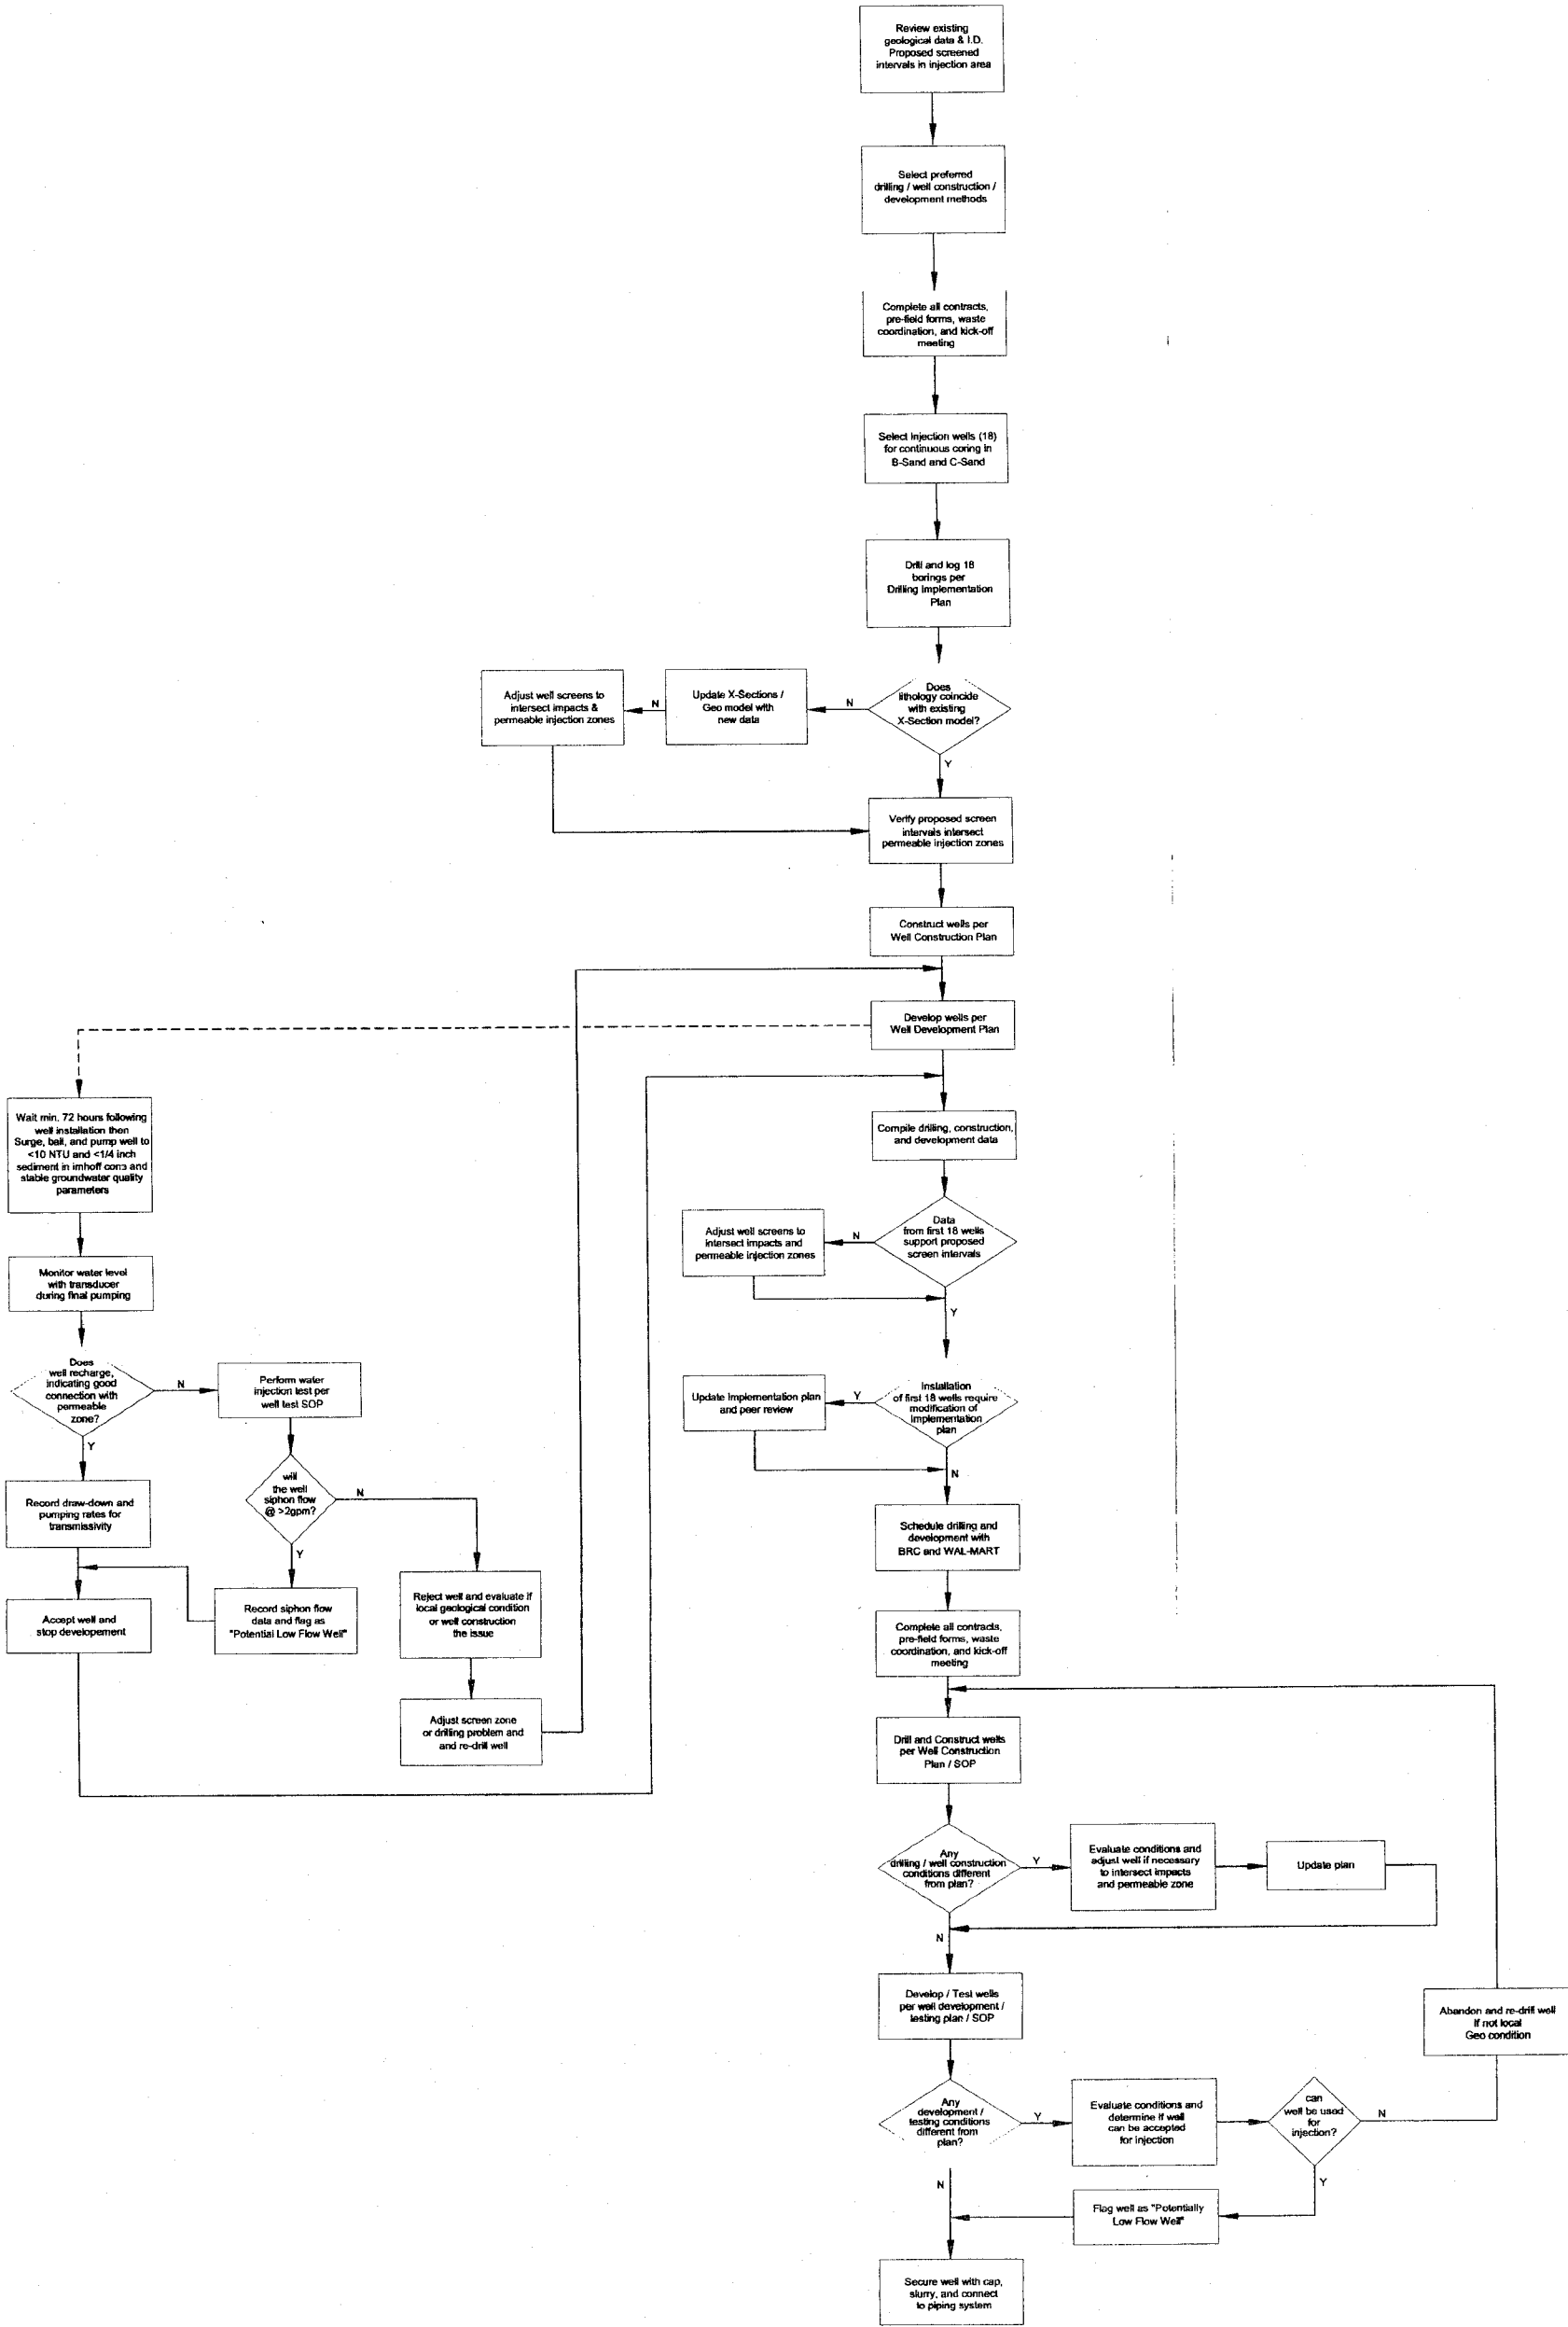 Review existing
geological data & I.D.
Proposed screened
intervals in injection area
Select preferred
drilling / well construction /
development methods
Complete all contracts,
pre-field forms, waste
coordination, and kick-off
meeting
Select Injection wells (18)
for continuous coring in
B-Sand and C-Sand
Drill and log 18
borings per
Drilling Implementation
Plan
Does
lithology coincide
with existing
X-Section model?
N
Update X-Sections /
Geo model with
new data
N
Adjust well screens to
intersect impacts &
permeable injection zones
Y
Verify proposed screen
intervals intersect
permeable injection zones
Construct wells per
Well Construction Plan
Develop wells per
Well Development Plan
Wait min. 72 hours following
well installation then
Surge, bail, and pump well to
<10 NTU and <1/4 inch
sediment in imhoff cone and
stable groundwater quality
parameters
Monitor water level
with transducer
during final pumping
Does
well recharge,
indicating good
connection with
permeable
zone?
N
Perform water
injection test per
well test SOP
Y
Record draw-down and
pumping rates for
transmissivity
will
the well
siphon flow
@ >2gpm?
N
Y
Record siphon flow
data and flag as
"Potential Low Flow Well"
Accept well and
stop developement
Reject well and evaluate if
local geological condition
or well construction
the issue
Adjust screen zone
or drilling problem and
and re-drill well
Compile drilling, construction,
and development data
Data
from first 18 wells
support proposed
screen intervals
N
Adjust well screens to
intersect impacts and
permeable injection zones
Y
Installation
of first 18 wells require
modification of
implementation
plan
Y
Update Implementation plan
and peer review
N
Schedule drilling and
development with
BRC and WAL-MART
Complete all contracts,
pre-field forms, waste
coordination, and kick-off
meeting
Drill and Construct wells
per Well Construction
Plan / SOP
Any
drilling / well construction
conditions different
from plan?
Y
Evaluate conditions and
adjust well if necessary
to intersect impacts
and permeable zone
Update plan
N
Develop / Test wells
per well development /
testing plan / SOP
Abandon and re-drill well
If not local
Geo condition
Any
development /
testing conditions
different from
plan?
Y
Evaluate conditions and
determine if well
can be accepted
for injection
can
well be used
for
injection?
N
Y
N
Flag well as "Potentially
Low Flow Well"
Secure well with cap,
slurry, and connect
to piping system